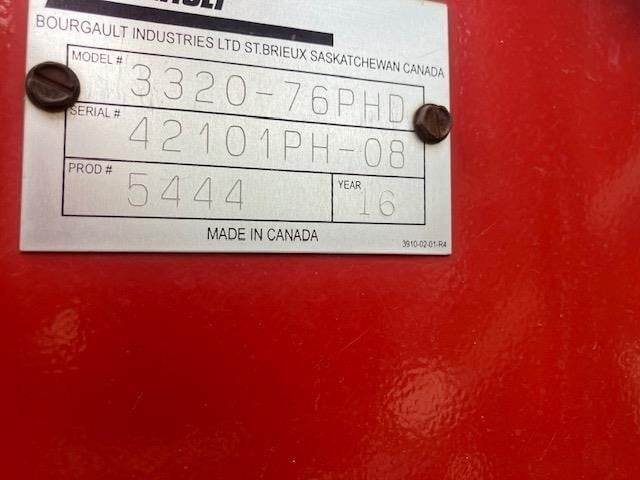 BOURGAULT INDUSTRIES LTD ST.BRIEUX SASKATCHEWAN CANADA
MODEL # 3320-76PHD
SERIAL # 42101PH-08
PROD # 5444 YEAR 16
MADE IN CANADA 3910-02-01-R4